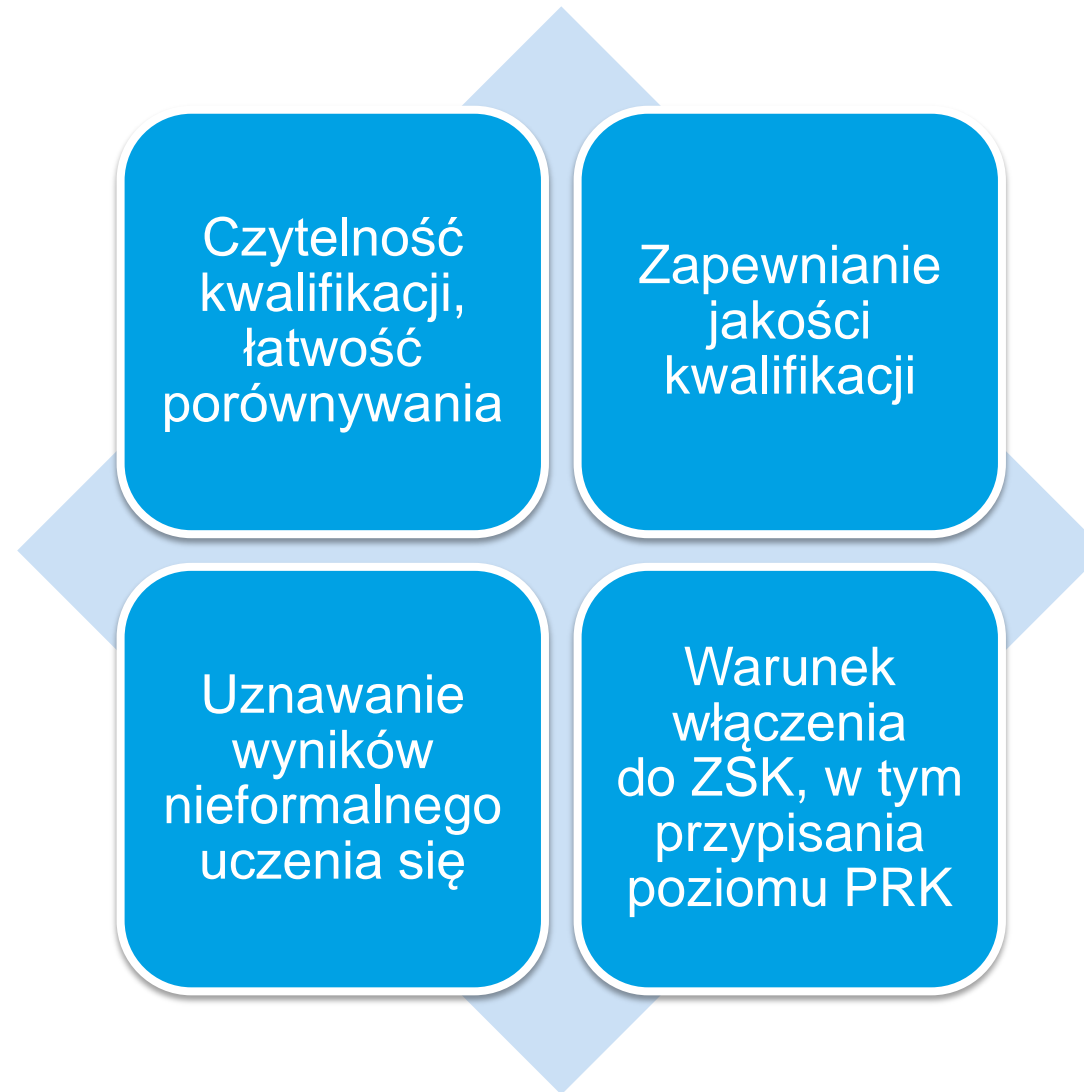 Czytelność
kwalifikacji,
łatwość
porównywania
Zapewnianie
jakości
kwalifikacji
Uznawanie
wyników
nieformalnego
uczenia się
Warunek
włączenia
do ZSK, w tym
przypisania
poziomu PRK